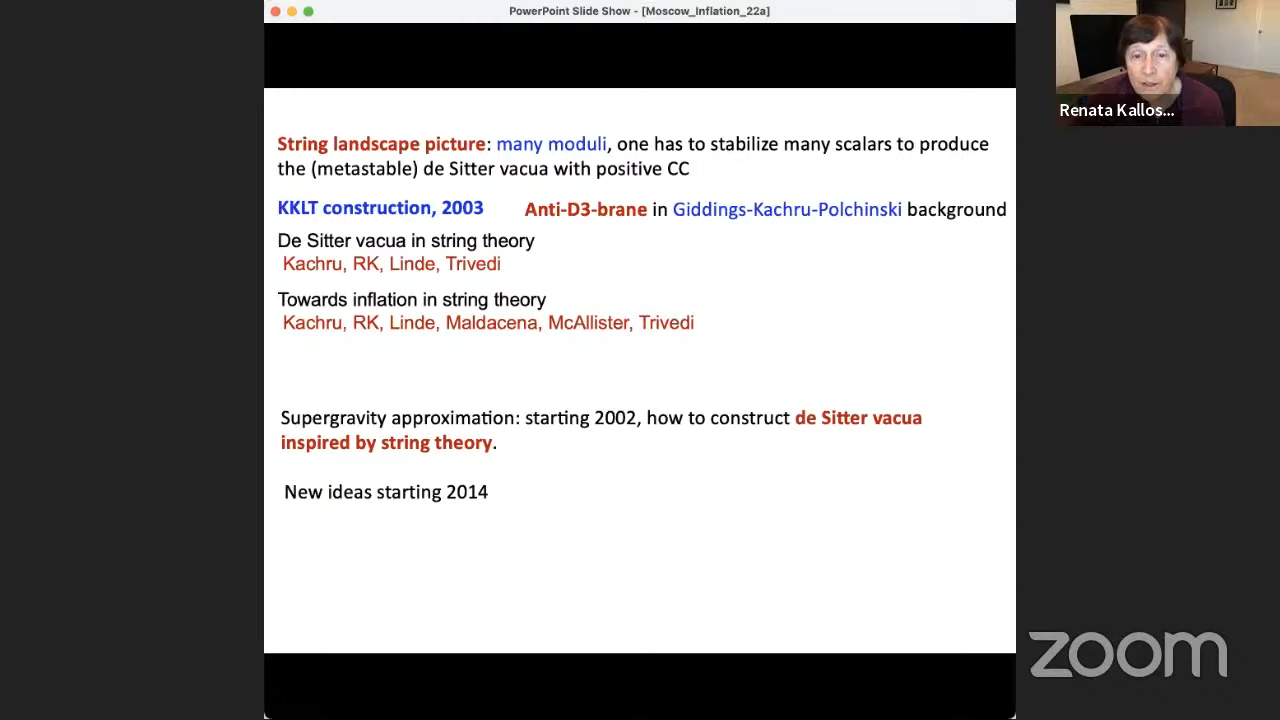 PowerPoint Slide Show - [Moscow_Inflation_22a]
Renata Kallos...
String landscape picture: many moduli, one has to stabilize many scalars to produce
the (metastable) de Sitter vacua with positive CC
KKLT construction, 2003 Anti-D3-brane in Giddings-Kachru-Polchinski background
De Sitter vacua in string theory
Kachru, RK, Linde, Trivedi
Towards inflation in string theory
Kachru, RK, Linde, Maldacena, McAllister, Trivedi
Supergravity approximation: starting 2002, how to construct de Sitter vacua
inspired by string theory.
New ideas starting 2014
zoom